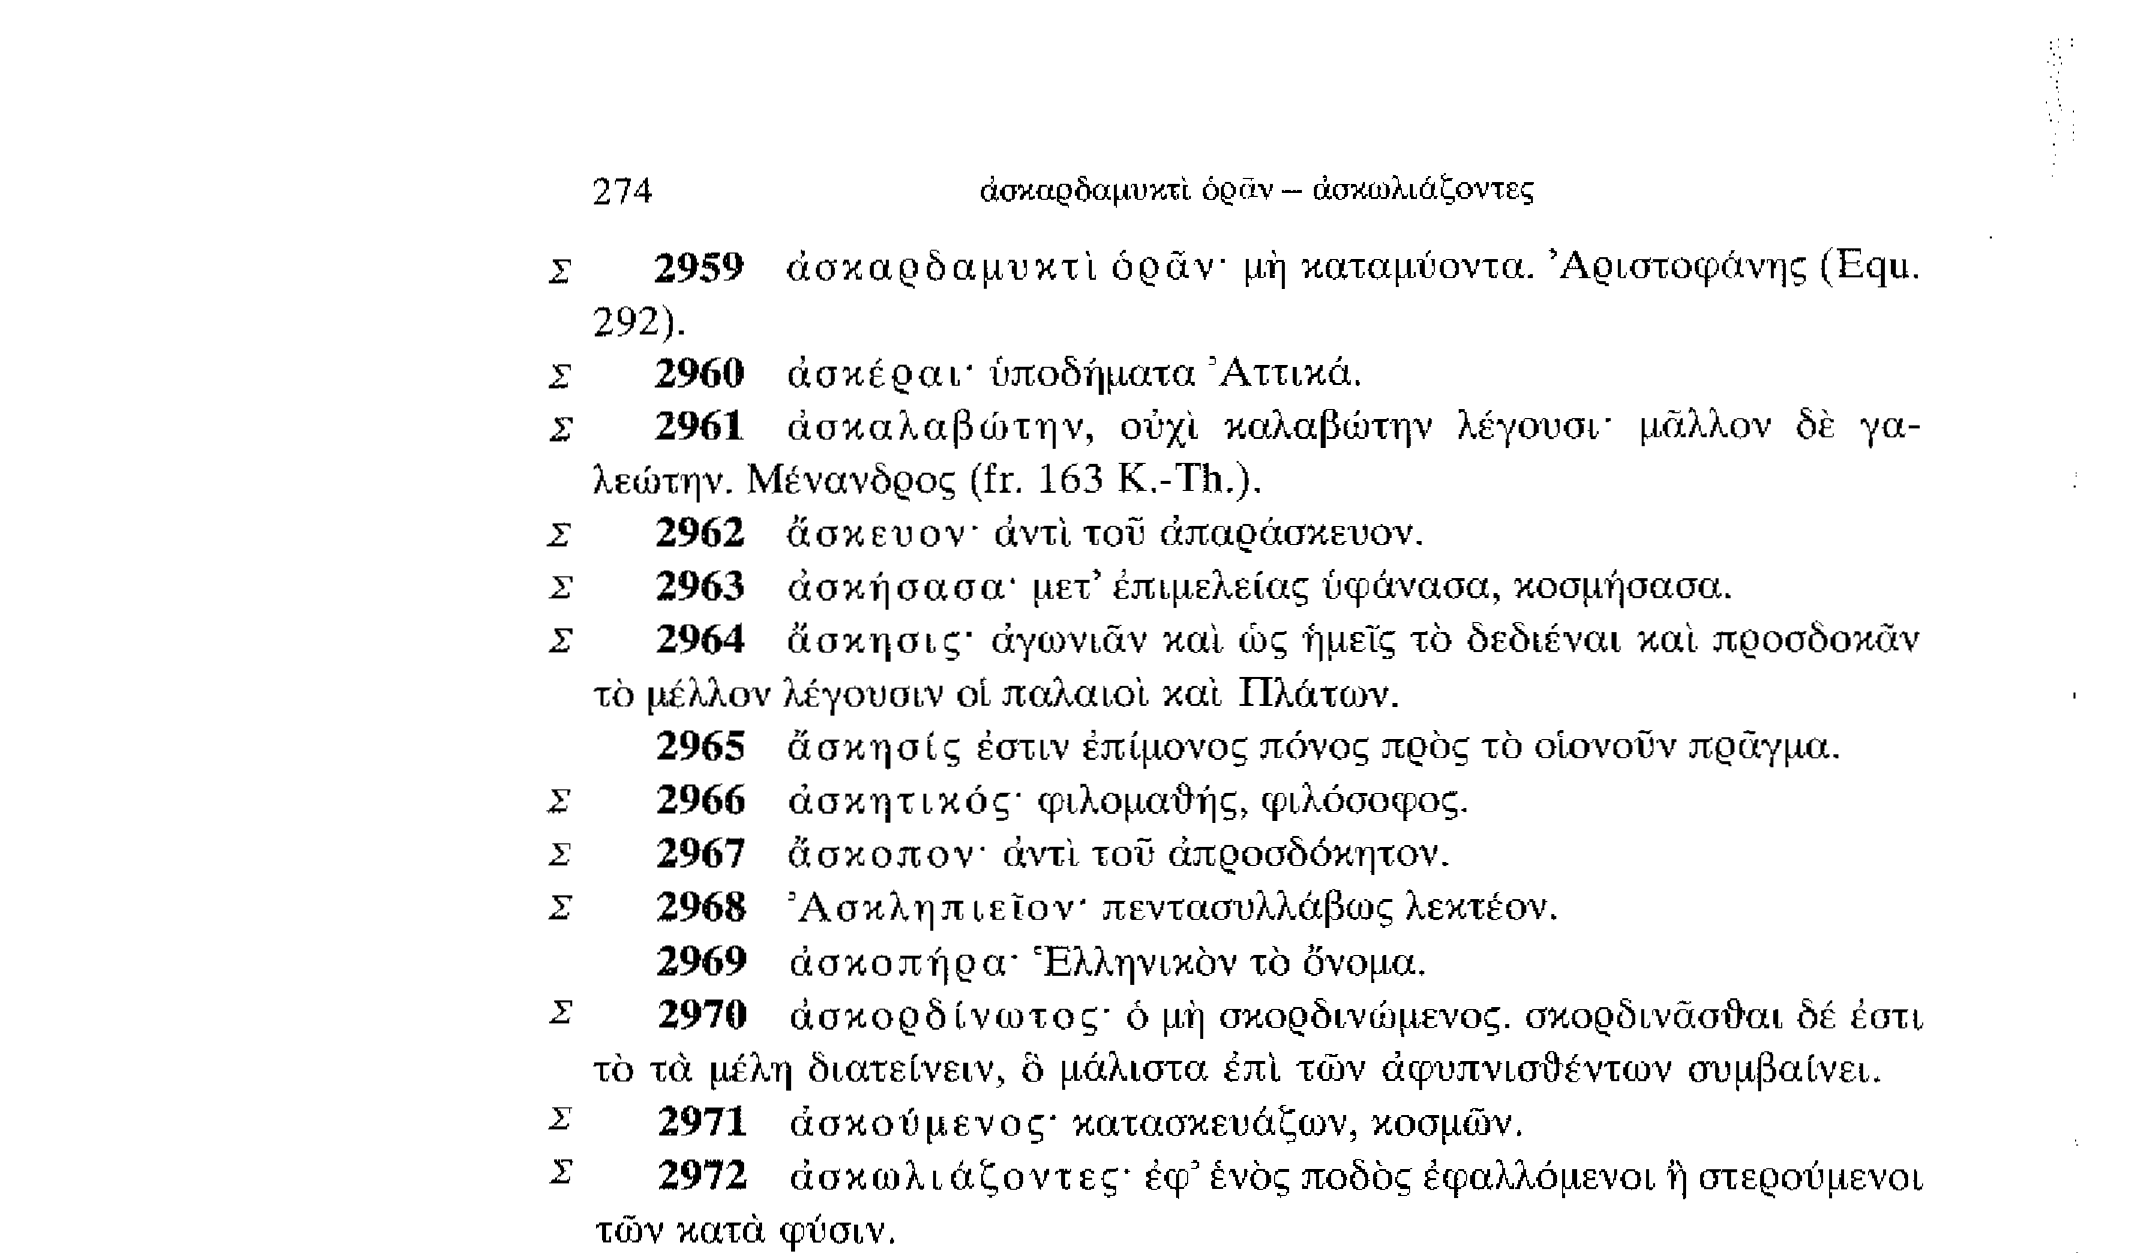 274 ἀσκαρδαμυκτὶ ὁρᾶν – ἀσκωλιάζοντες
Σ 2959 ἀσκαρδαμυκτὶ ὁρᾶν· μὴ καταμύοντα. Ἀριστοφάνης (Equ.
292).
Σ 2960 ἀσκέραι· ὑποδήματα Ἀττικά.
Σ 2961 ἀσκαλαβώτην, οὐχὶ καλαβώτην λέγουσι· μᾶλλον δὲ γα-
λεώτην. Μένανδρος (fr. 163 K.-Th.).
Σ 2962 ἄσκευον· ἀντὶ τοῦ ἀπαράσκευον.
Σ 2963 ἀσκήσασα· μετ’ ἐπιμελείας ὑφάνασα, κοσμήσασα.
Σ 2964 ἄσκησις· ἀγωνιᾶν καὶ ὡς ἡμεῖς τὸ δεδιέναι καὶ προσδοκᾶν
τὸ μέλλον λέγουσιν οἱ παλαιοὶ καὶ Πλάτων.
2965 ἄσκησίς ἐστιν ἐπίμονος πόνος πρὸς τὸ οἱονοῦν πρᾶγμα.
Σ 2966 ἀσκητικός· φιλομαθής, φιλόσοφος.
Σ 2967 ἄσκοπον· ἀντὶ τοῦ ἀπροσδόκητον.
Σ 2968 Ἀσκληπιεῖον· πεντασυλλάβως λεκτέον.
2969 ἀσκοπήρα· Ἑλληνικὸν τὸ ὄνομα.
Σ 2970 ἀσκορδίνωτος· ὁ μὴ σκορδινώμενος. σκορδινᾶσθαι δέ ἐστι
τὸ τὰ μέλη διατείνειν, ὃ μάλιστα ἐπὶ τῶν ἀφυπνισθέντων συμβαίνει.
Σ 2971 ἀσκούμενος· κατασκευάζων, κοσμῶν.
Σ 2972 ἀσκωλιάζοντες· ἐφ’ ἑνὸς ποδὸς ἐφαλλόμενοι ἢ στερούμενοι
τῶν κατὰ φύσιν.